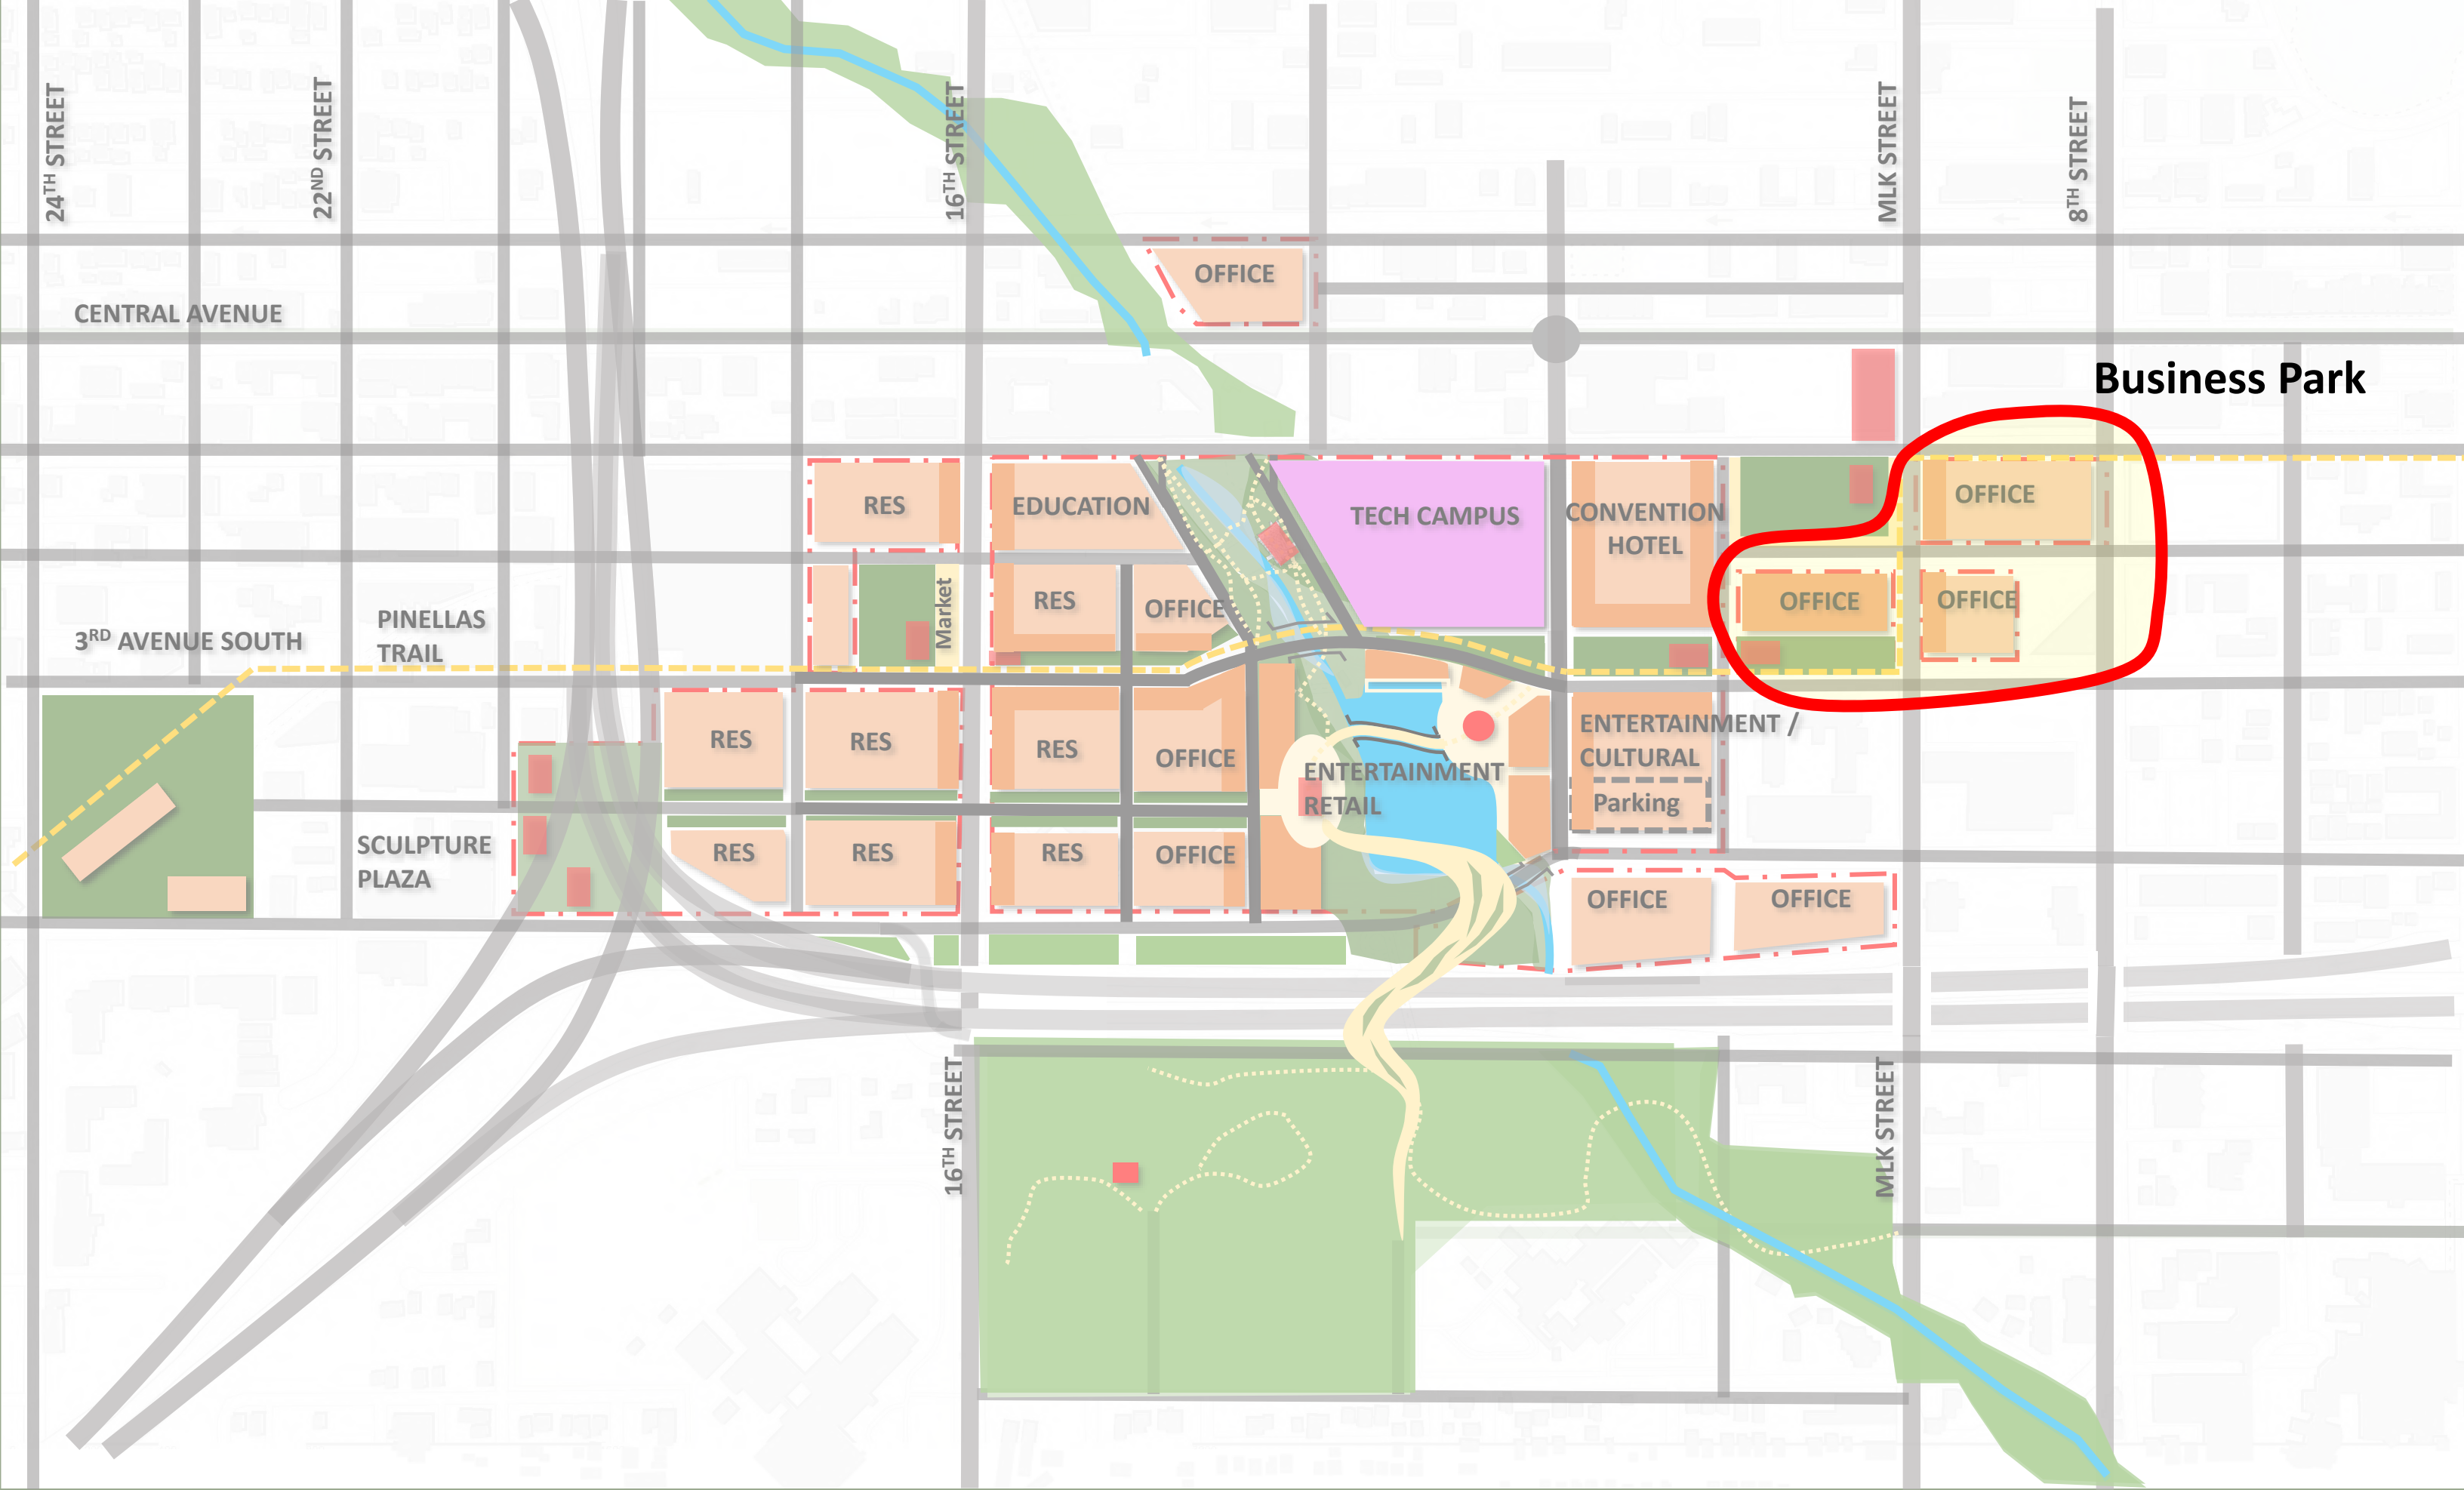 24TH STREET
22ND STREET
16TH STREET
MLK STREET
8TH STREET
OFFICE
CENTRAL AVENUE
Business Park
RES
EDUCATION
TECH CAMPUS
CONVENTION
HOTEL
OFFICE
Market
RES
OFFICE
OFFICE
OFFICE
3RD AVENUE SOUTH
PINELLAS
TRAIL
RES
RES
RES
OFFICE
ENTERTAINMENT /
CULTURAL
ENTERTAINMENT
RETAIL
Parking
SCULPTURE
PLAZA
RES
RES
RES
OFFICE
OFFICE
OFFICE
16TH STREET
MLK STREET